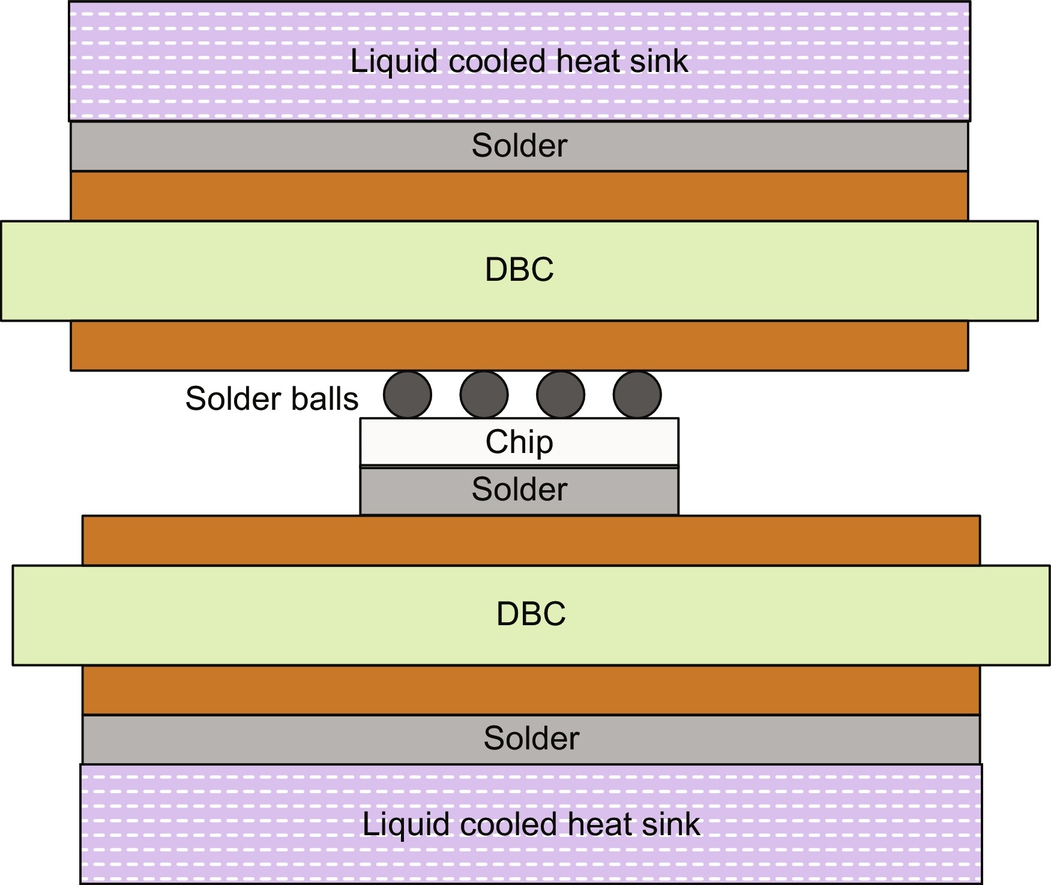 Liquid cooled heat sink
Solder
DBC
Solder balls
Chip
Solder
DBC
Solder
Liquid cooled heat sink